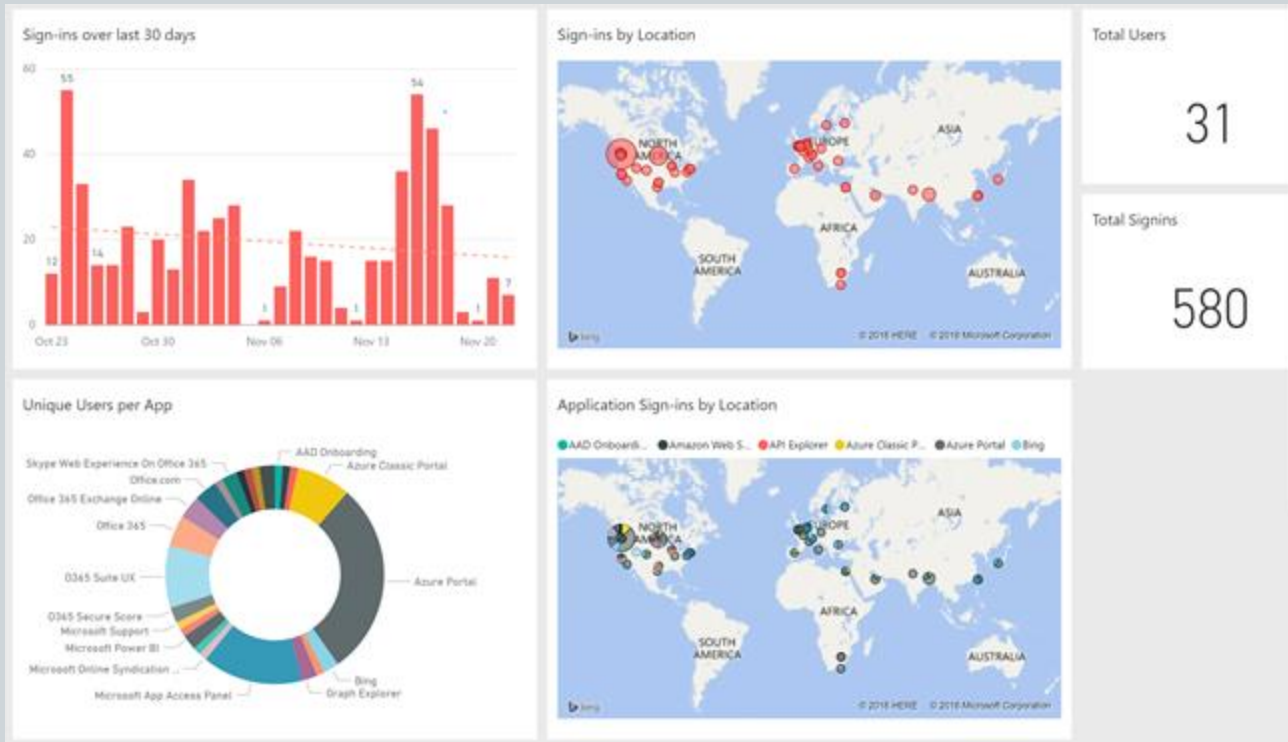 Sign-ins over last 30 days
60
40
20
0
55
54
12
14
1
1
1
7
Oct 23
Oct 30
Nov 06
Nov 13
Nov 20
Sign-ins by Location
NORTH AMERICA
EUROPE
ASIA
AFRICA
SOUTH
AMERICA
AUSTRALIA
bing
© 2016 HERE © 2016 Microsoft Corporation
Total Users
31
Total Signins
580
Unique Users per App
AAD Onboarding
Azure Classic Portal
Azure Portal
Bing
Graph Explorer
Microsoft App Access Panel
Microsoft Online Syndication ...
Microsoft Power BI
Microsoft Support
O365 Secure Score
O365 Suite UX
Office 365
Office 365 Exchange Online
Office.com
Skype Web Experience On Office 365
Application Sign-ins by Location
AAD Onboardi... Amazon Web S... API Explorer Azure Classic P... Azure Portal Bing
NORTH
AMERICA
EUROPE
ASIA
AFRICA
SOUTH
AMERICA
AUSTRALIA
bing
© 2016 HERE © 2016 Microsoft Corporation